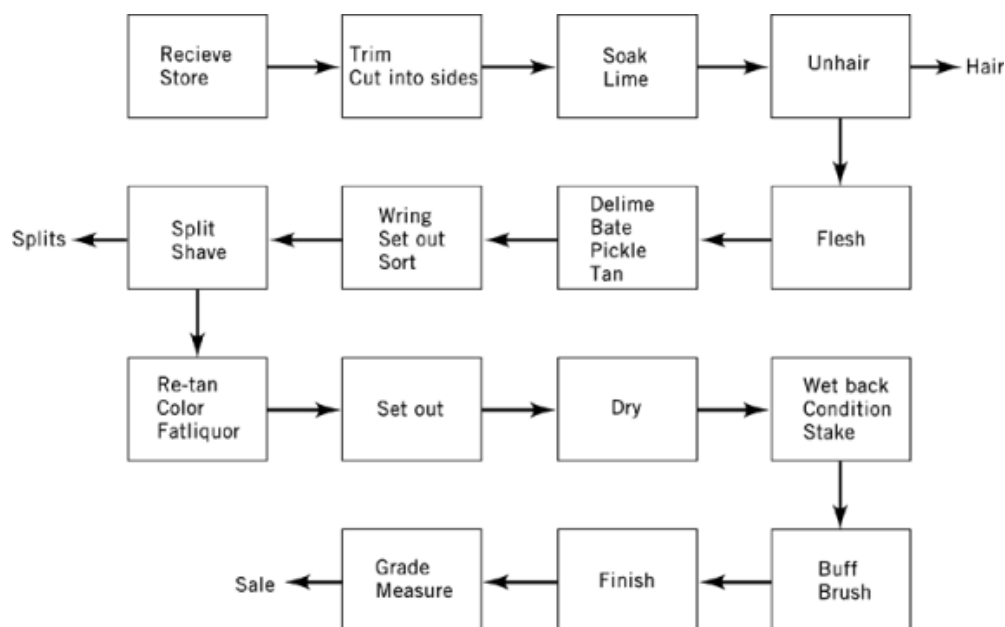 Recieve
Store
Trim
Cut into sides
Soak
Lime
Unhair
Hair
Flesh
Delime
Bate
Pickle
Tan
Wring
Set out
Sort
Split
Shave
Splits
Re-tan
Color
Fatliquor
Set out
Dry
Wet back
Condition
Stake
Buff
Brush
Finish
Grade
Measure
Sale